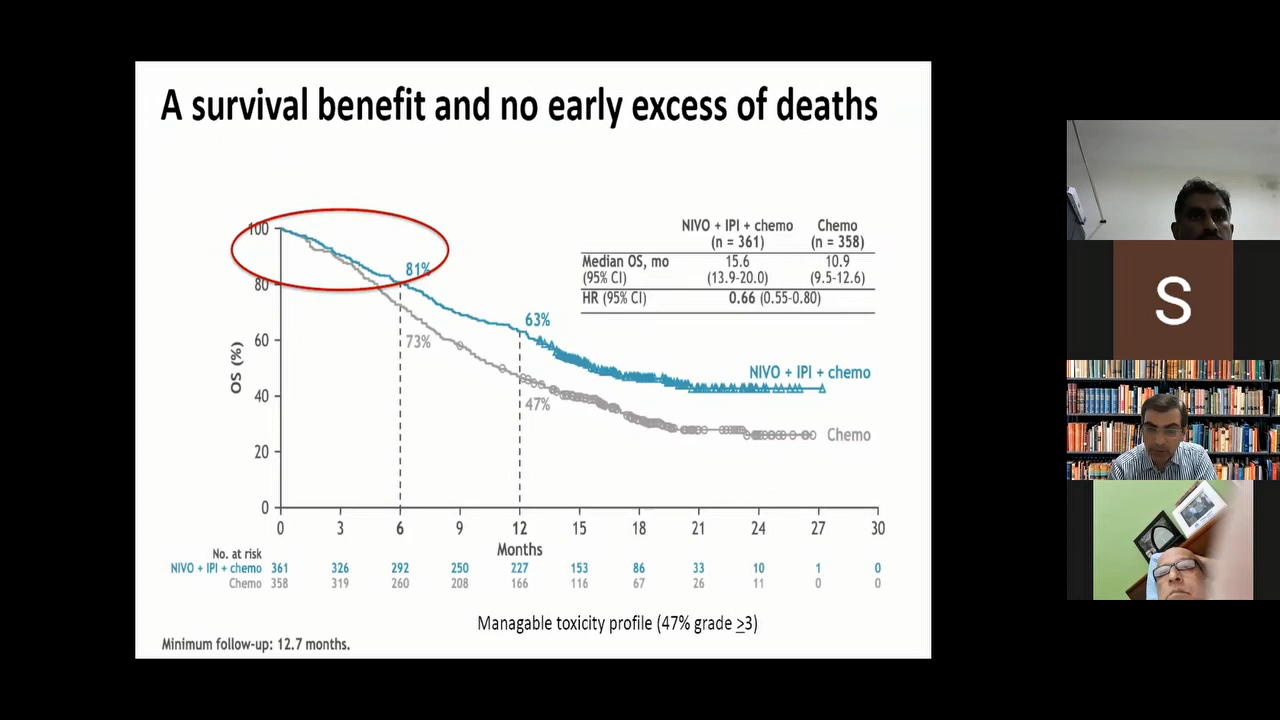 A survival benefit and no early excess of deaths
NIVO + IPI + chemo Chemo
(n = 361) (n = 358)
Median OS, mo 15.6 10.9
(95% CI) (13.9-20.0) (9.5-12.6)
HR (95% CI) 0.66 (0.55-0.80)
100
80
60
40
20
0
OS (%)
81%
73%
63%
47%
NIVO + IPI + chemo
Chemo
0 3 6 9 12 15 18 21 24 27 30
Months
No. at risk
NIVO + IPI + chemo 361 326 292 250 227 153 86 33 10 1 0
Chemo 358 319 260 208 166 116 67 26 11 0 0
Managable toxicity profile (47% grade ≥3)
Minimum follow-up: 12.7 months.
S